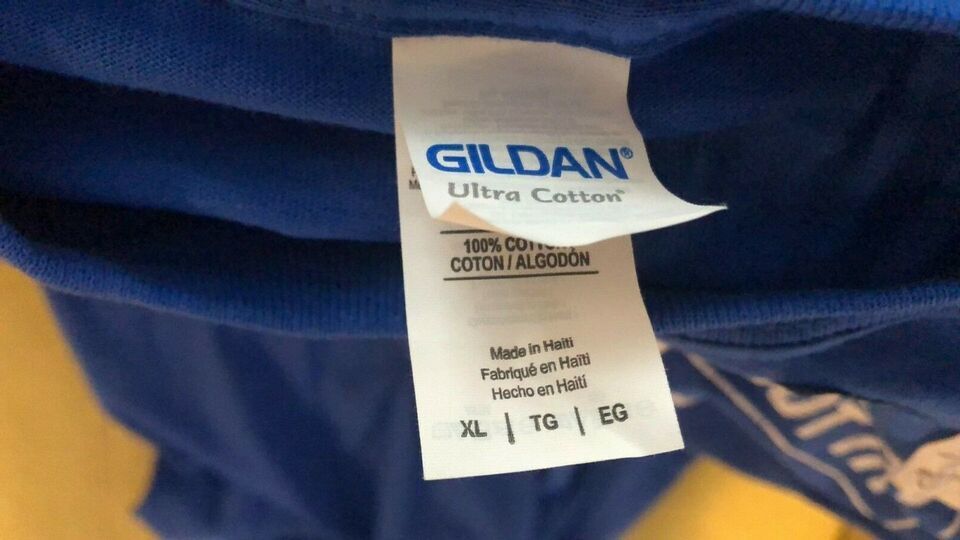 GILDAN®
Ultra Cotton®
100% COTTON
COTON / ALGODÓN
Made in Haiti
Fabriqué en Haïti
Hecho en Haití
XL | TG | EG